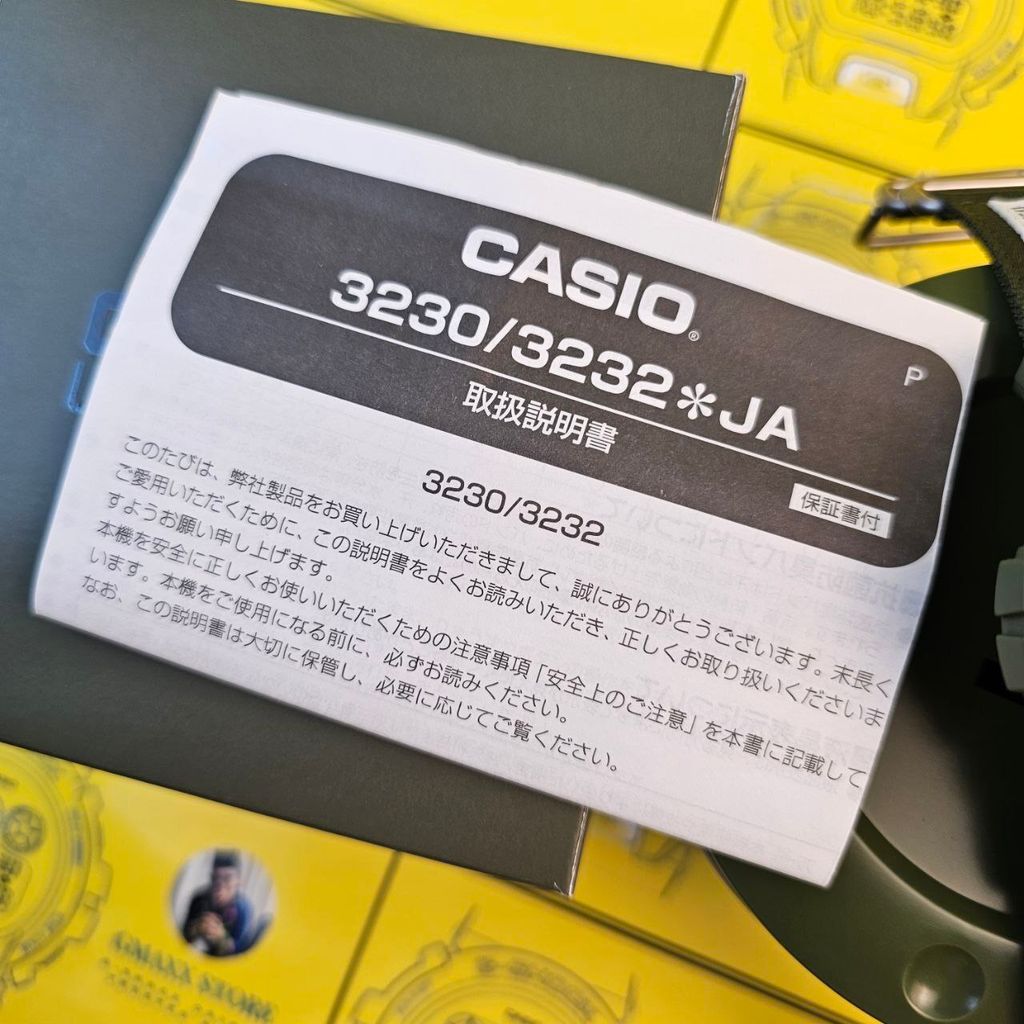 CASIO®
3230/3232✻JA
P
取扱説明書
保証書付
3230/3232
このたびは、弊社製品をお買い上げいただきまして、誠にありがとうございます。末長く
ご愛用いただくために、この説明書をよくお読みいただき、正しくお取り扱いくださいま
すようお願い申し上げます。
本機を安全に正しくお使いいただくための注意事項「安全上のご注意」を本書に記載して
います。本機をご使用になる前に、必ずお読みください。
なお、この説明書は大切に保管し、必要に応じてご覧ください。
GMAXX STORE